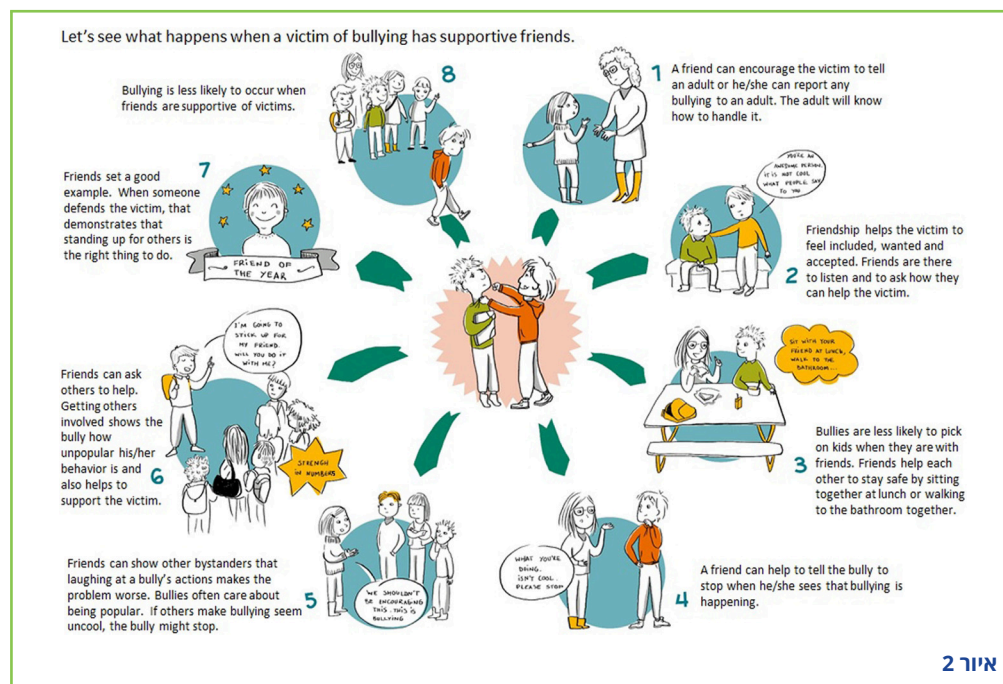 Let's see what happens when a victim of bullying has supportive friends.
1
A friend can encourage the victim to tell
an adult or he/she can report any
bullying to an adult. The adult will know
how to handle it.
YOU'RE AN
AWESOME PERSON.
IT IS NOT COOL
WHAT PEOPLE SAY
TO YOU
2
Friendship helps the victim to
feel included, wanted and
accepted. Friends are there
to listen and to ask how they
can help the victim.
SIT WITH YOUR
FRIEND AT LUNCH,
WALK TO THE
BATHROOM...
3
Bullies are less likely to pick
on kids when they are with
friends. Friends help each
other to stay safe by sitting
together at lunch or walking
to the bathroom together.
WHAT YOU'RE
DOING.
ISN'T COOL.
PLEASE STOP
4
A friend can help to tell the bully to
stop when he/she sees that bullying is
happening.
5
Friends can show other bystanders that
laughing at a bully's actions makes the
problem worse. Bullies often care about
being popular. If others make bullying seem
uncool, the bully might stop.
WE SHOULDN'T
BE ENCOURAGING
THIS. THIS IS
BULLYING
6
Friends can ask
others to help.
Getting others
involved shows the
bully how
unpopular his/her
behavior is and
also helps to
support the victim.
I'M GOING TO
STICK UP FOR
MY FRIEND.
WILL YOU DO IT
WITH ME?
STRENGH
IN NUMBERS
7
Friends set a good
example. When someone
defends the victim, that
demonstrates that
standing up for others is
the right thing to do.
FRIEND OF
THE YEAR
8
Bullying is less likely to occur when
friends are supportive of victims.
איור 2